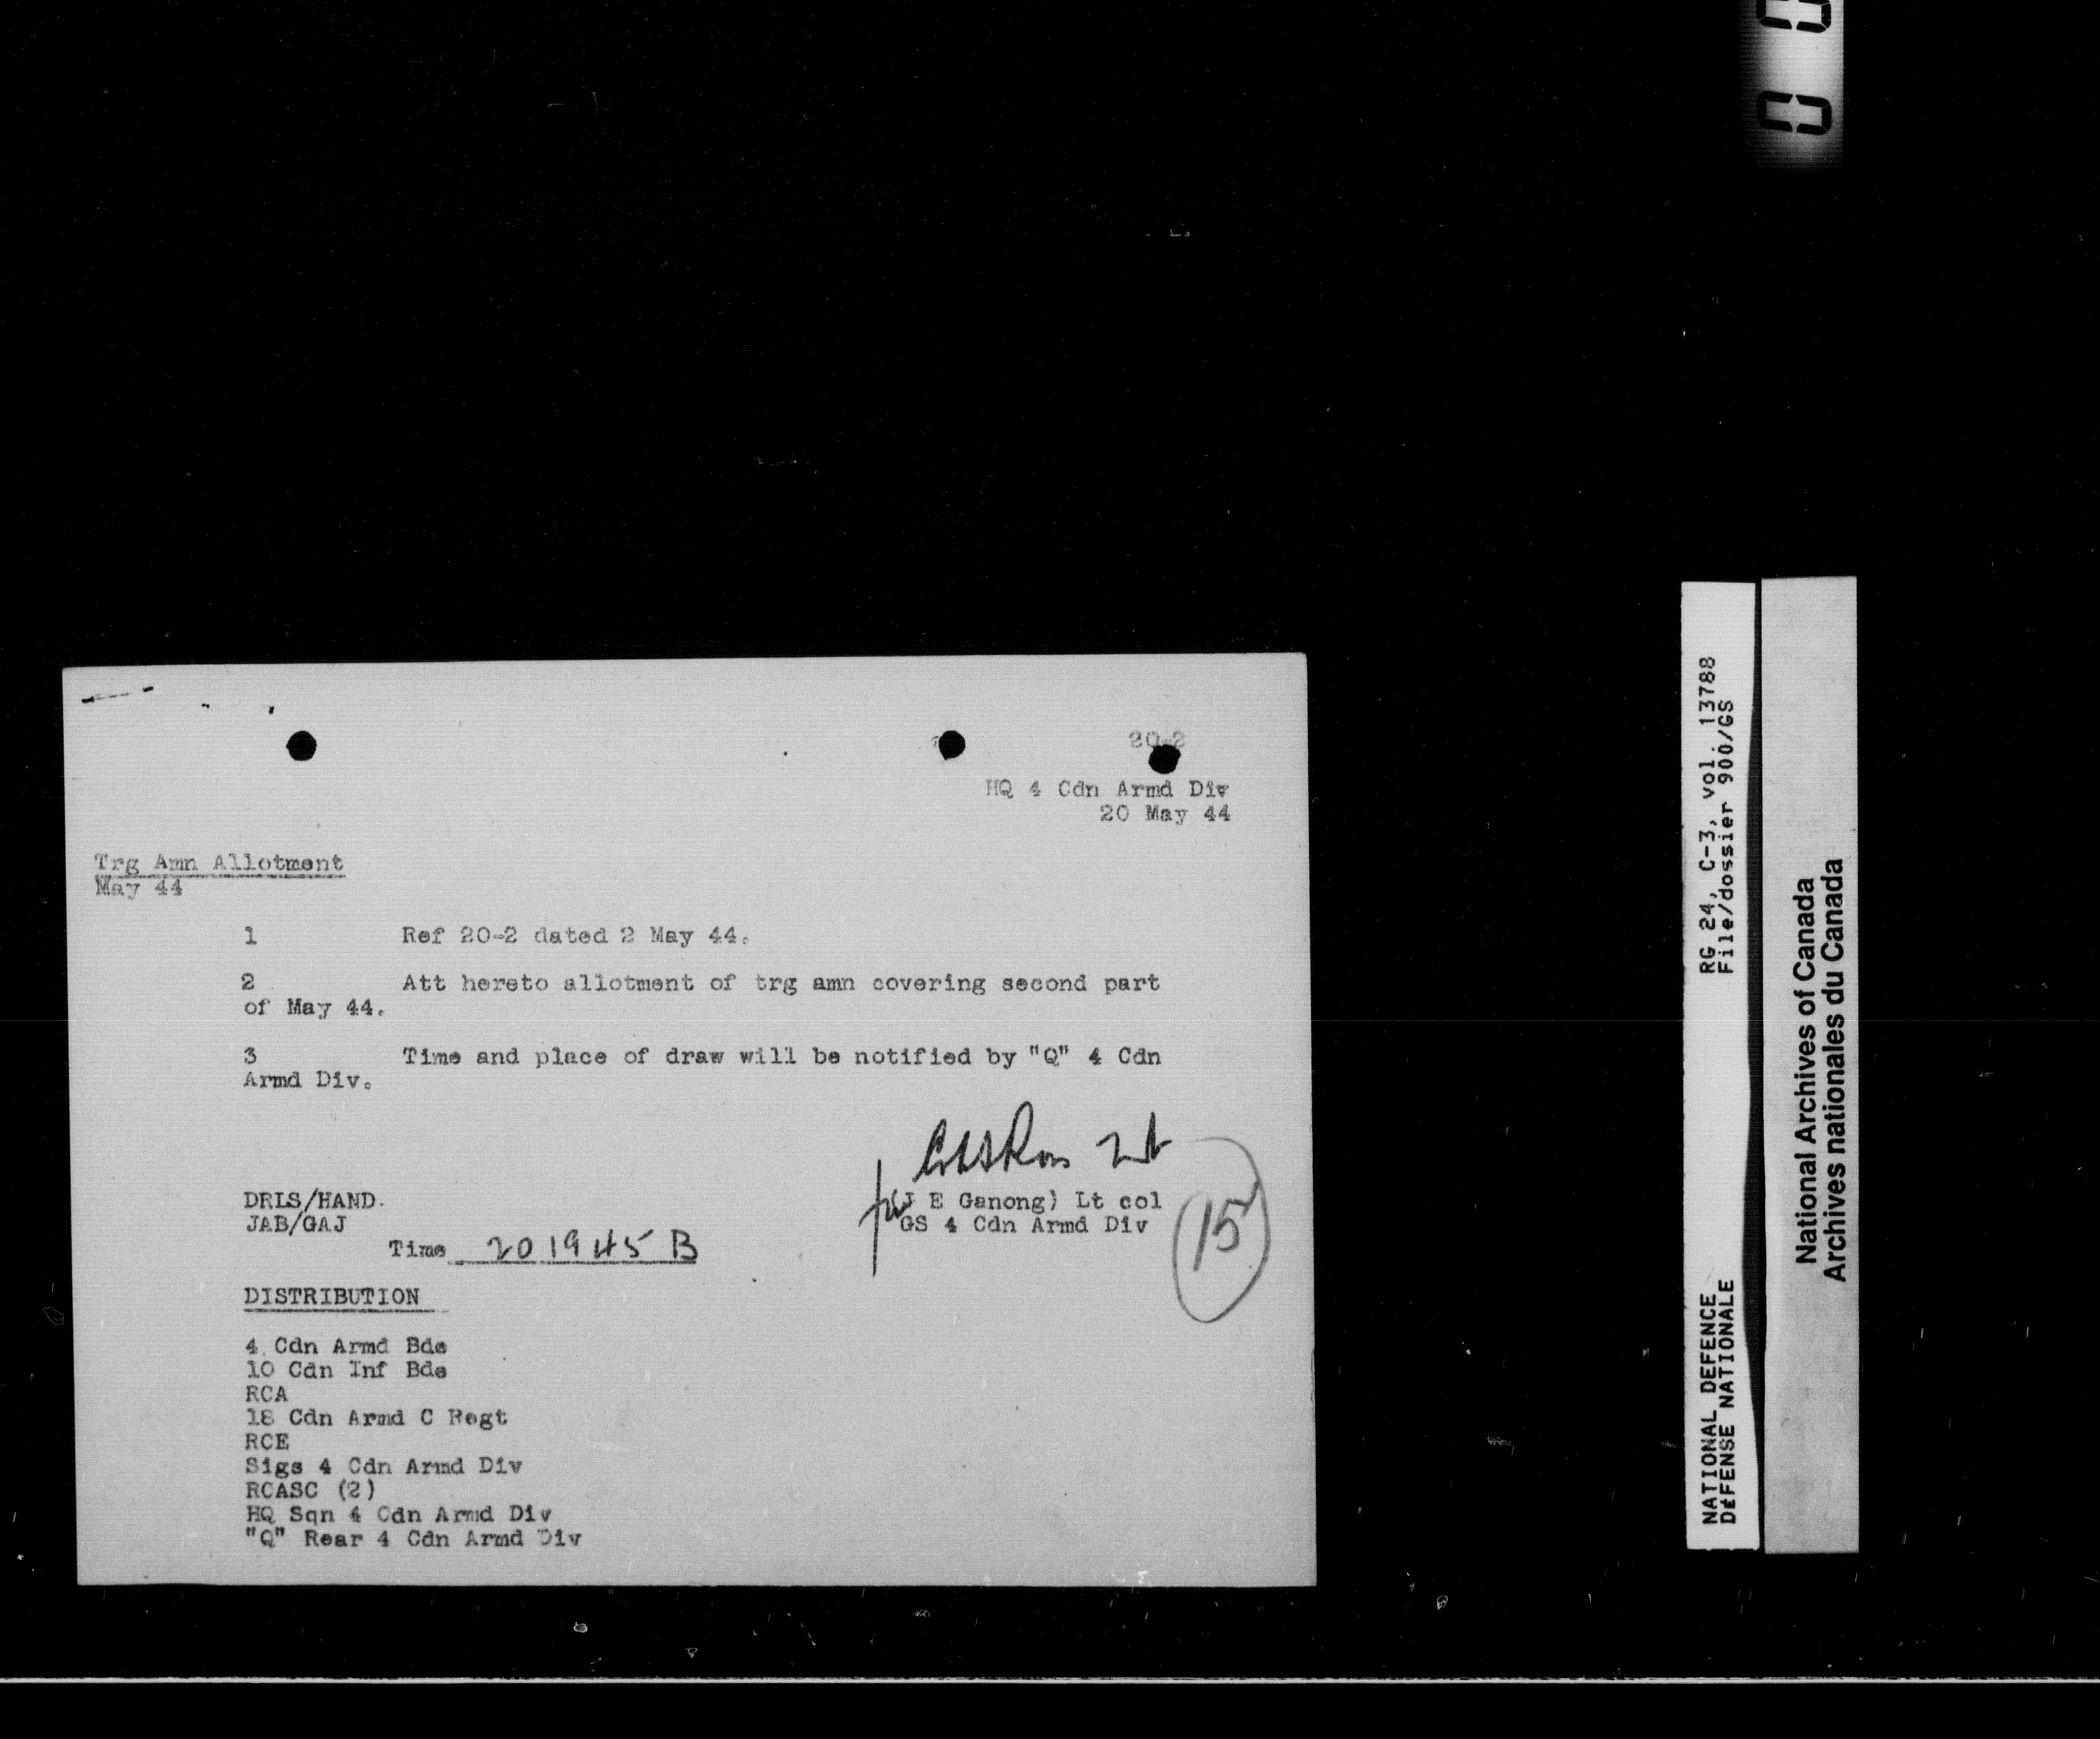 20-2
HQ 4 Cdn Armd Div
20 May 44
Trg Amn Allotment
May 44
1 Ref 20-2 dated 2 May 44.
2 Att hereto allotment of trg amn covering second part
of May 44.
3 Time and place of draw will be notified by "Q" 4 Cdn
Armd Div.
for (J E Ganong) Lt col
GS 4 Cdn Armd Div
15
DRLS/HAND.
JAB/GAJ
Time 201945B
DISTRIBUTION
4 Cdn Armd Bde
10 Cdn Inf Bde
RCA
18 Cdn Armd C Regt
RCE
Sigs 4 Cdn Armd Div
RCASC (2)
HQ Sqn 4 Cdn Armd Div
"Q" Rear 4 Cdn Armd Div
NATIONAL DEFENCE RG 24, C-3, vol. 13788
DÉFENSE NATIONALE File/dossier 900/GS
National Archives of Canada
Archives nationales du Canada